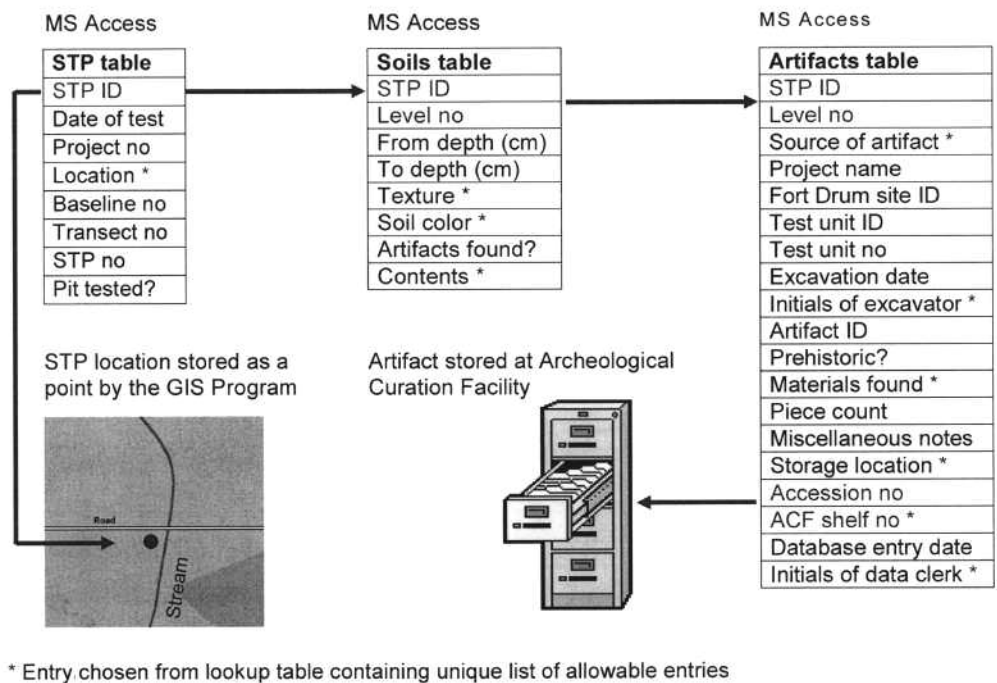 MS Access
STP table
STP ID
Date of test
Project no
Location *
Baseline no
Transect no
STP no
Pit tested?
MS Access
Soils table
STP ID
Level no
From depth (cm)
To depth (cm)
Texture *
Soil color *
Artifacts found?
Contents *
MS Access
Artifacts table
STP ID
Level no
Source of artifact *
Project name
Fort Drum site ID
Test unit ID
Test unit no
Excavation date
Initials of excavator *
Artifact ID
Prehistoric?
Materials found *
Piece count
Miscellaneous notes
Storage location *
Accession no
ACF shelf no *
Database entry date
Initials of data clerk *
STP location stored as a
point by the GIS Program
Road
Stream
Artifact stored at Archeological
Curation Facility
* Entry chosen from lookup table containing unique list of allowable entries